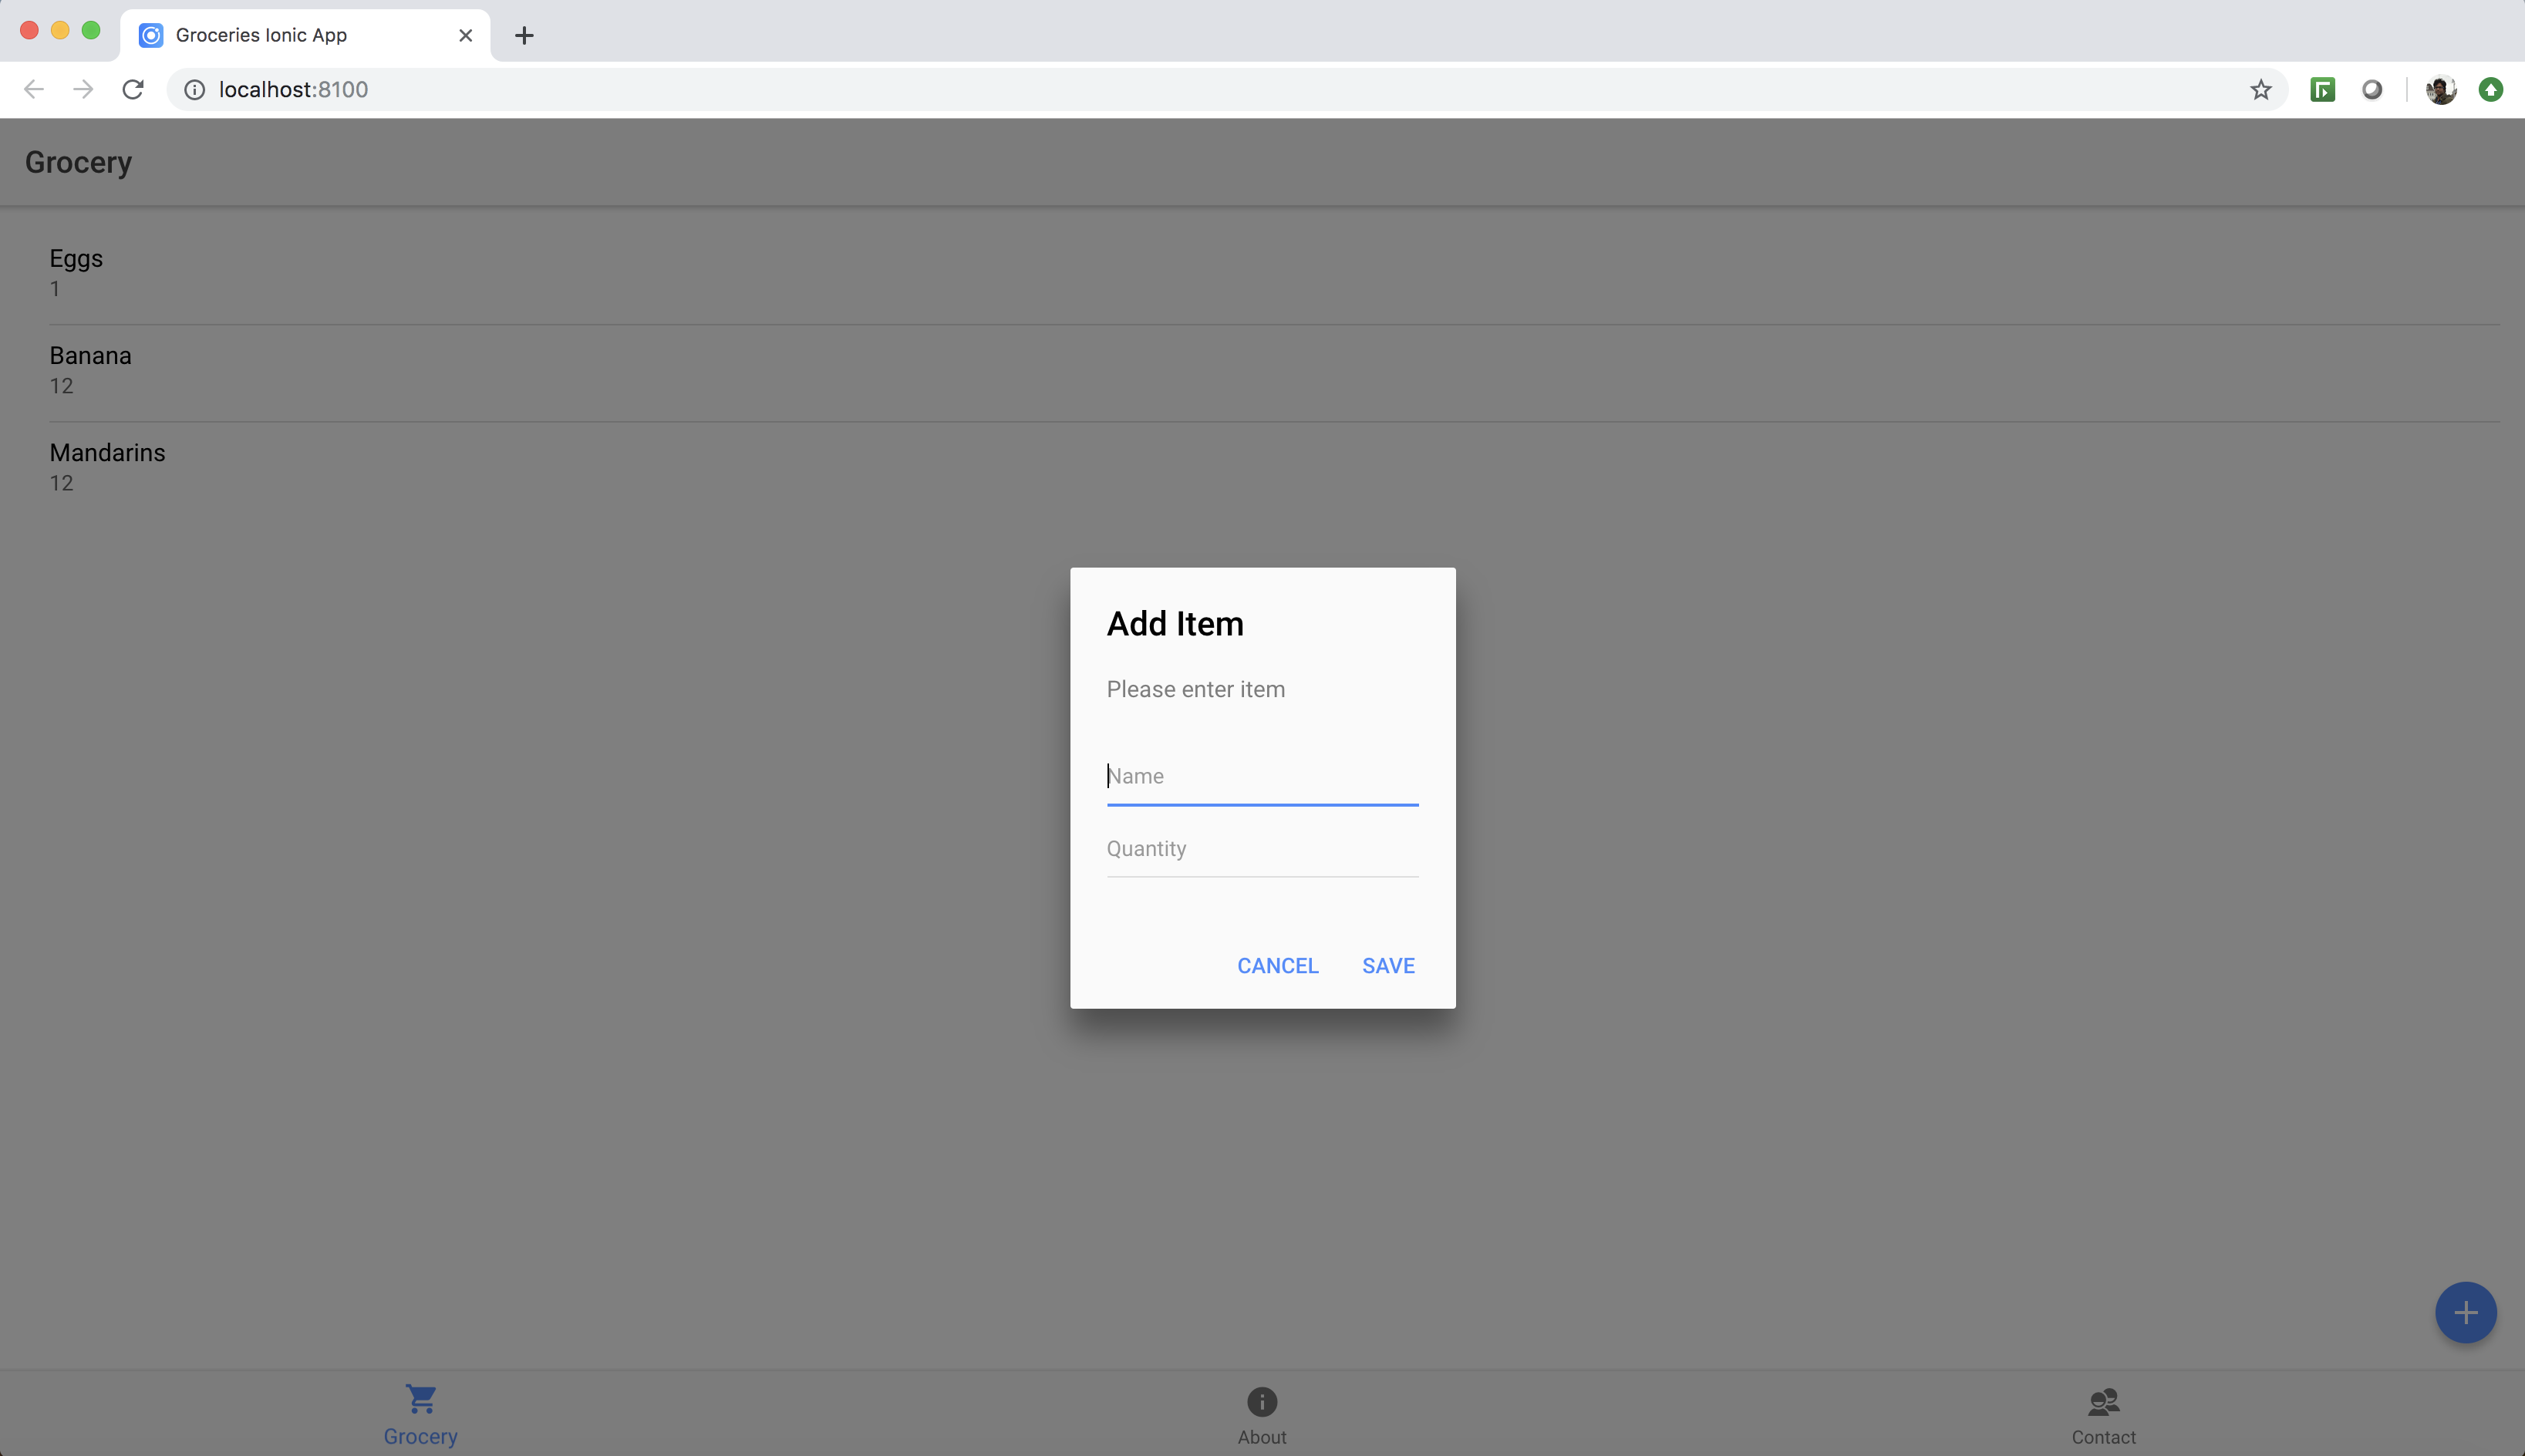 Groceries Ionic App
localhost:8100
Grocery
Eggs
1
Banana
12
Mandarins
12
Add Item
Please enter item
Name
Quantity
CANCEL SAVE
Grocery About Contact